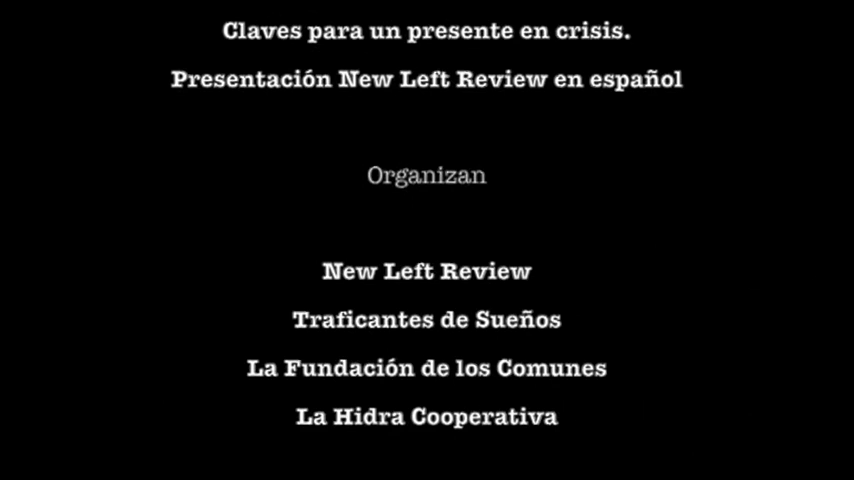 Claves para un presente en crisis.
Presentación New Left Review en español
Organizan
New Left Review
Traficantes de Sueños
La Fundación de los Comunes
La Hidra Cooperativa